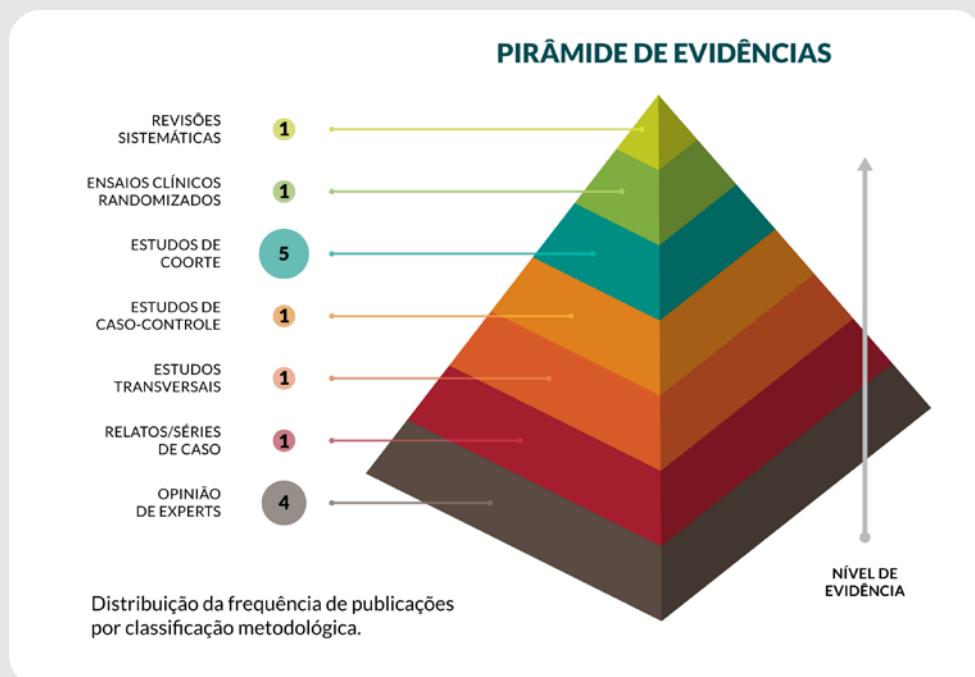 PIRÂMIDE DE EVIDÊNCIAS
REVISÕES
SISTEMÁTICAS
1
ENSAIOS CLÍNICOS
RANDOMIZADOS
1
ESTUDOS DE
COORTE
5
ESTUDOS DE
CASO-CONTROLE
1
ESTUDOS
TRANSVERSAIS
1
RELATOS/SÉRIES
DE CASO
1
OPINIÃO
DE EXPERTS
4
NÍVEL DE
EVIDÊNCIA
Distribuição da frequência de publicações
por classificação metodológica.